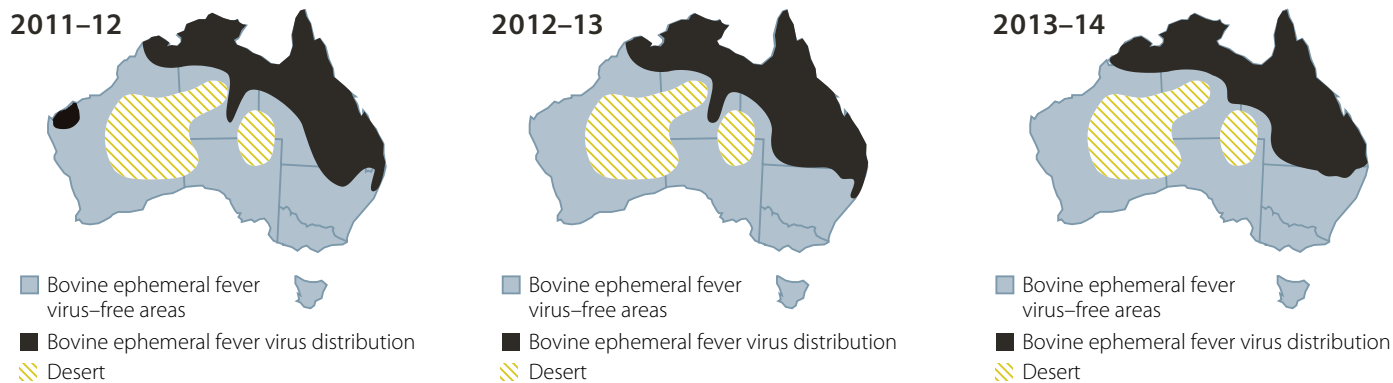 2011–12
Bovine ephemeral fever
virus–free areas
Bovine ephemeral fever virus distribution
Desert
2012–13
Bovine ephemeral fever
virus–free areas
Bovine ephemeral fever virus distribution
Desert
2013–14
Bovine ephemeral fever
virus–free areas
Bovine ephemeral fever virus distribution
Desert